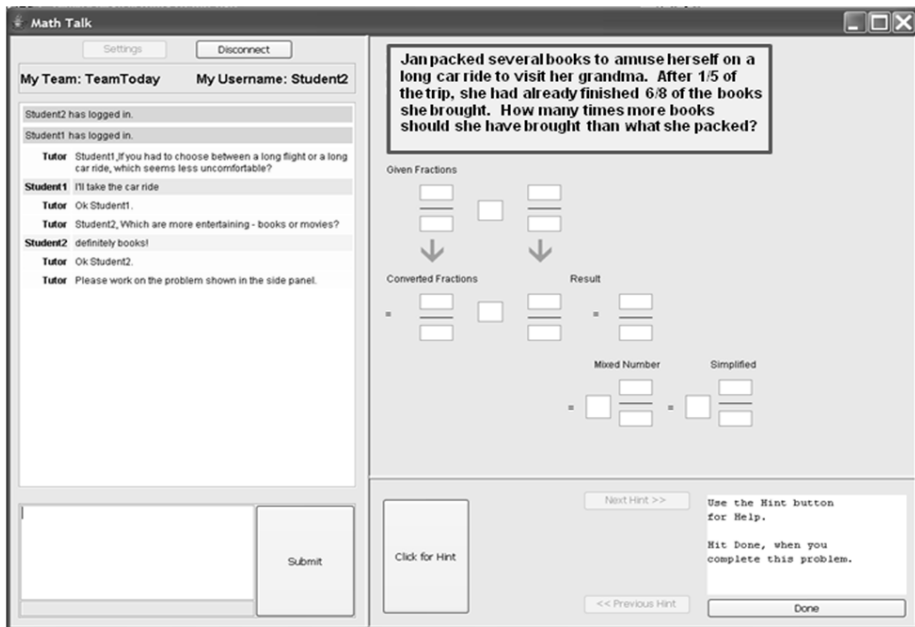 Math Talk
Settings
Disconnect
My Team: TeamToday
My Username: Student2
Student2 has logged in.
Student1 has logged in.
Tutor Student1,If you had to choose between a long flight or a long
car ride, which seems less uncomfortable?
Student1 I'll take the car ride
Tutor Ok Student1.
Tutor Student2, Which are more entertaining - books or movies?
Student2 definitely books!
Tutor Ok Student2.
Tutor Please work on the problem shown in the side panel.
Submit
Jan packed several books to amuse herself on a
long car ride to visit her grandma. After 1/5 of
the trip, she had already finished 6/8 of the books
she brought. How many times more books
should she have brought than what she packed?
Given Fractions
Converted Fractions
Result
=
=
Mixed Number
Simplified
=
=
Click for Hint
Next Hint >>
<< Previous Hint
Use the Hint button
for Help.
Hit Done, when you
complete this problem.
Done